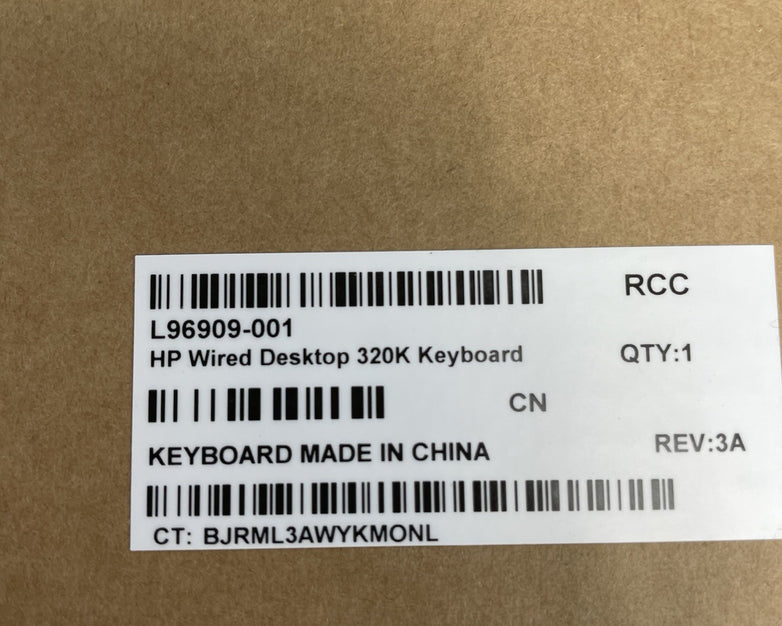 RCC
L96909-001
HP Wired Desktop 320K Keyboard
QTY:1
CN
KEYBOARD MADE IN CHINA
REV:3A
CT: BJRML3AWYKMONL